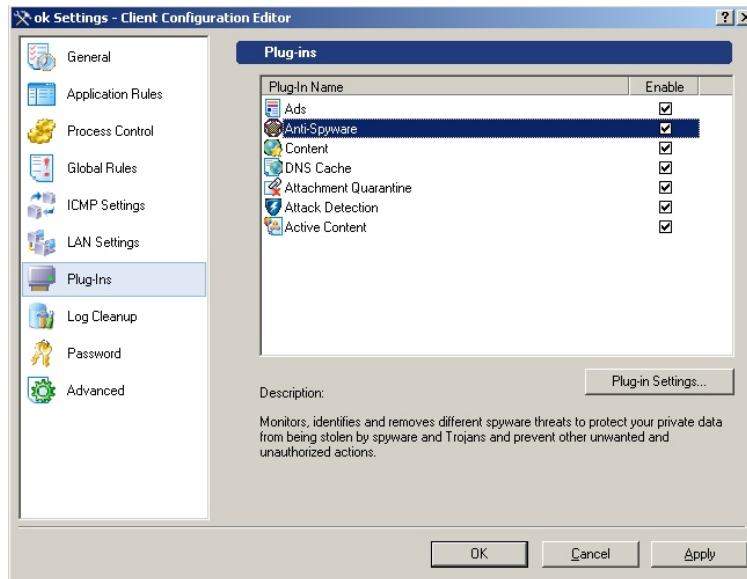 ok Settings - Client Configuration Editor
General
Application Rules
Process Control
Global Rules
ICMP Settings
LAN Settings
Plug-Ins
Log Cleanup
Password
Advanced
Plug-ins
Plug-In Name Enable
Ads
Anti-Spyware
Content
DNS Cache
Attachment Quarantine
Attack Detection
Active Content
Plug-in Settings...
Description:
Monitors, identifies and removes different spyware threats to protect your private data
from being stolen by spyware and Trojans and prevent other unwanted and
unauthorized actions.
OK Cancel Apply